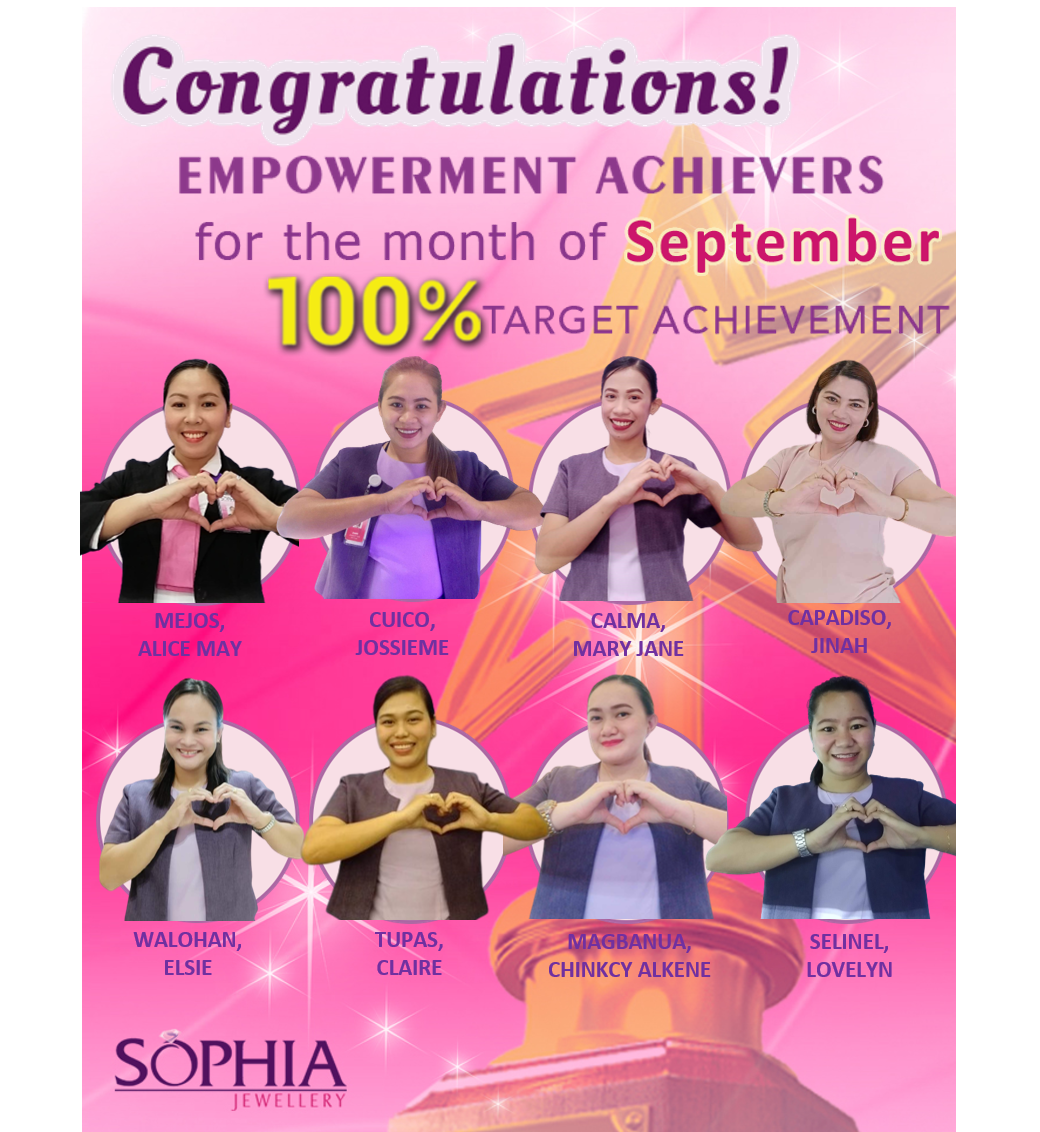 Congratulations!
EMPOWERMENT ACHIEVERS
for the month of September
100% TARGET ACHIEVEMENT
MEJOS,
ALICE MAY
CUICO,
JOSSIEME
CALMA,
MARY JANE
CAPADISO,
JINAH
WALOHAN,
ELSIE
TUPAS,
CLAIRE
MAGBANUA,
CHINKCY ALKENE
SELINEL,
LOVELYN
SOPHIA
JEWELLERY